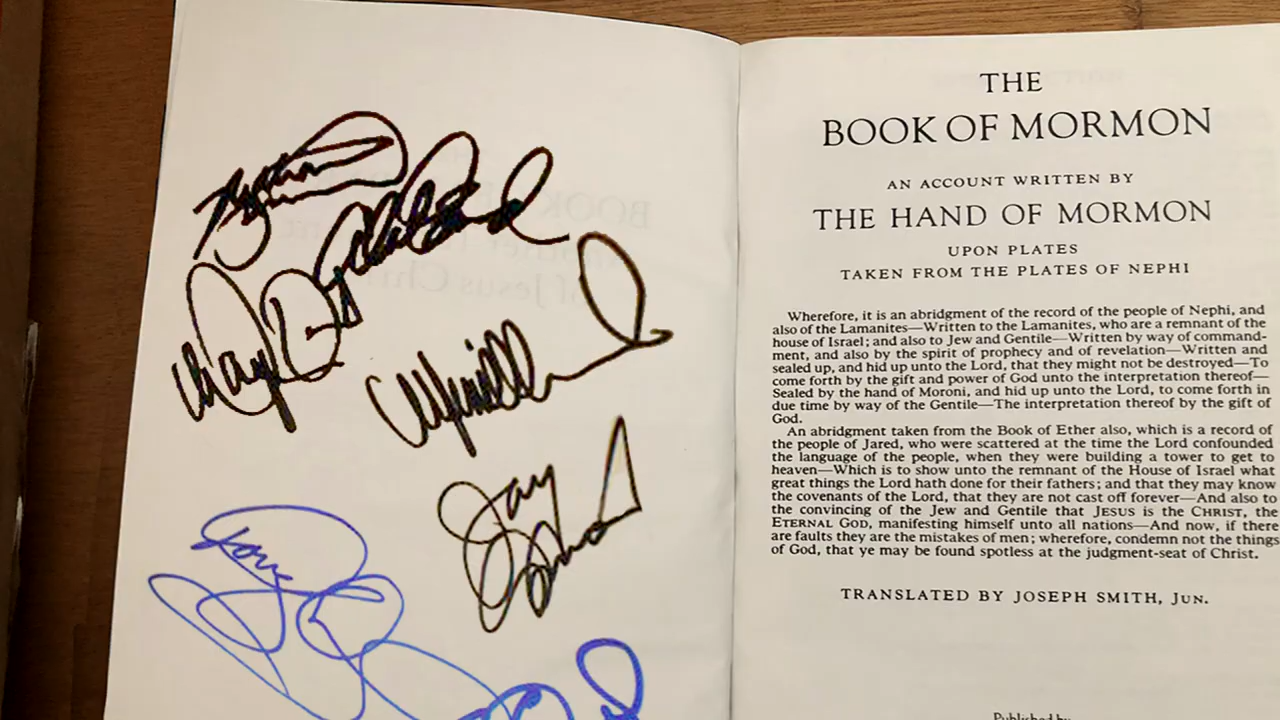 Jay
THE
BOOK OF MORMON
AN ACCOUNT WRITTEN BY
THE HAND OF MORMON
UPON PLATES
TAKEN FROM THE PLATES OF NEPHI
Wherefore, it is an abridgment of the record of the people of Nephi, and
also of the Lamanites—Written to the Lamanites, who are a remnant of the
house of Israel; and also to Jew and Gentile—Written by way of command-
ment, and also by the spirit of prophecy and of revelation—Written and
sealed up, and hid up unto the Lord, that they might not be destroyed—To
come forth by the gift and power of God unto the interpretation thereof—
Sealed by the hand of Moroni, and hid up unto the Lord, to come forth in
due time by way of the Gentile—The interpretation thereof by the gift of
God.
An abridgment taken from the Book of Ether also, which is a record of
the people of Jared, who were scattered at the time the Lord confounded
the language of the people, when they were building a tower to get to
heaven—Which is to show unto the remnant of the House of Israel what
great things the Lord hath done for their fathers; and that they may know
the covenants of the Lord, that they are not cast off forever—And also to
the convincing of the Jew and Gentile that JESUS is the CHRIST, the
ETERNAL GOD, manifesting himself unto all nations—And now, if there
are faults they are the mistakes of men; wherefore, condemn not the things
of God, that ye may be found spotless at the judgment-seat of Christ.
TRANSLATED BY JOSEPH SMITH, JUN.
Published by